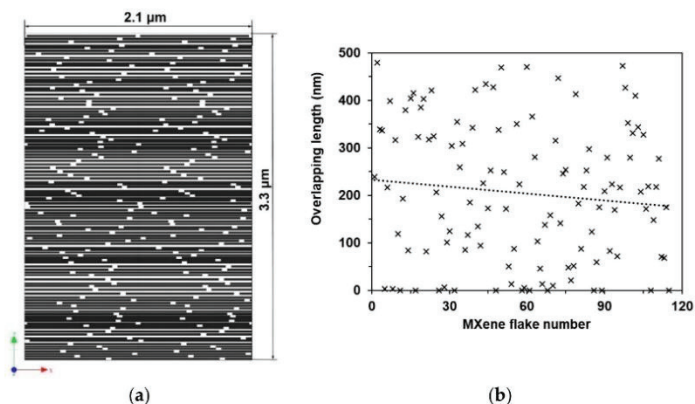 2.1 µm
3.3 µm
(a)
Overlapping length (nm)
500
400
300
200
100
0
0
30
60
90
120
MXene flake number
(b)